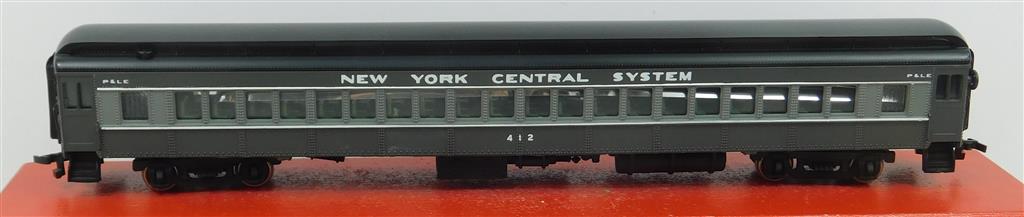 P&LE NEW YORK CENTRAL SYSTEM P&LE
412